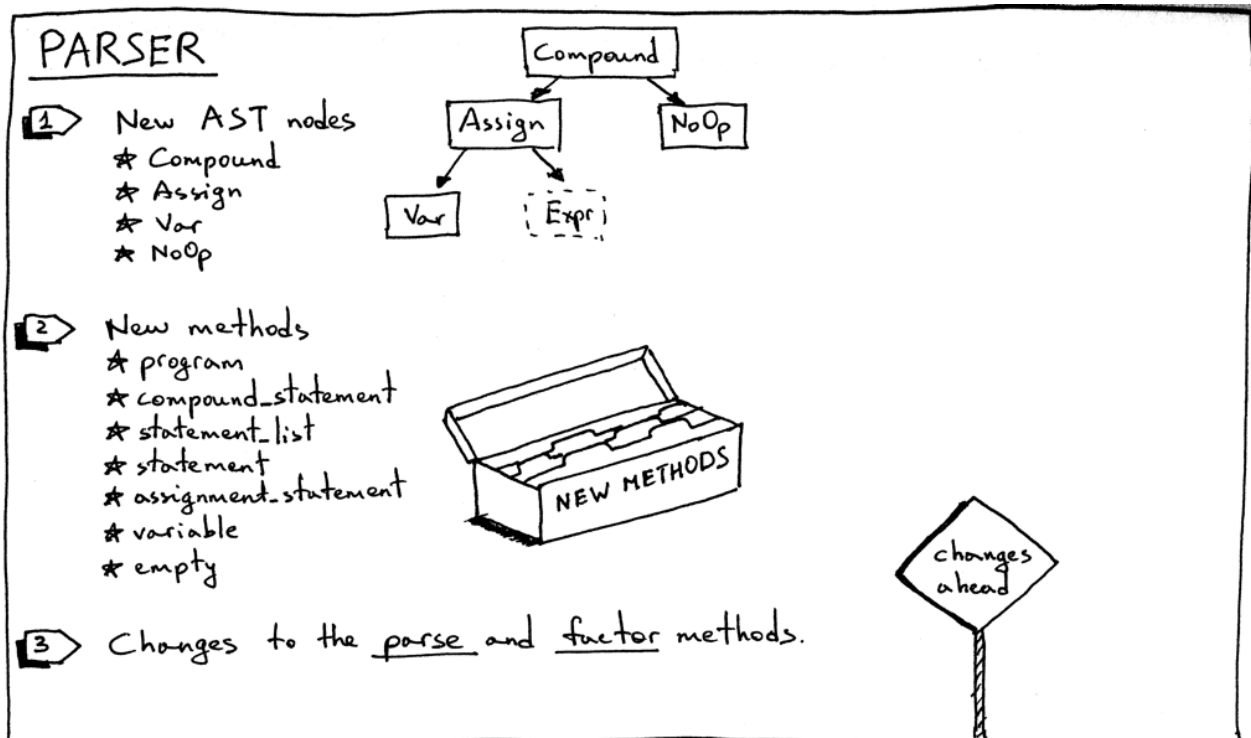 PARSER
1 New AST nodes
★ Compound
★ Assign
★ Var
★ NoOp
Compound
Assign NoOp
Var Expr
2 New methods
★ program
★ compound_statement
★ statement_list
★ statement
★ assignment_statement
★ variable
★ empty
NEW METHODS
changes
ahead
3 Changes to the parse and factor methods.